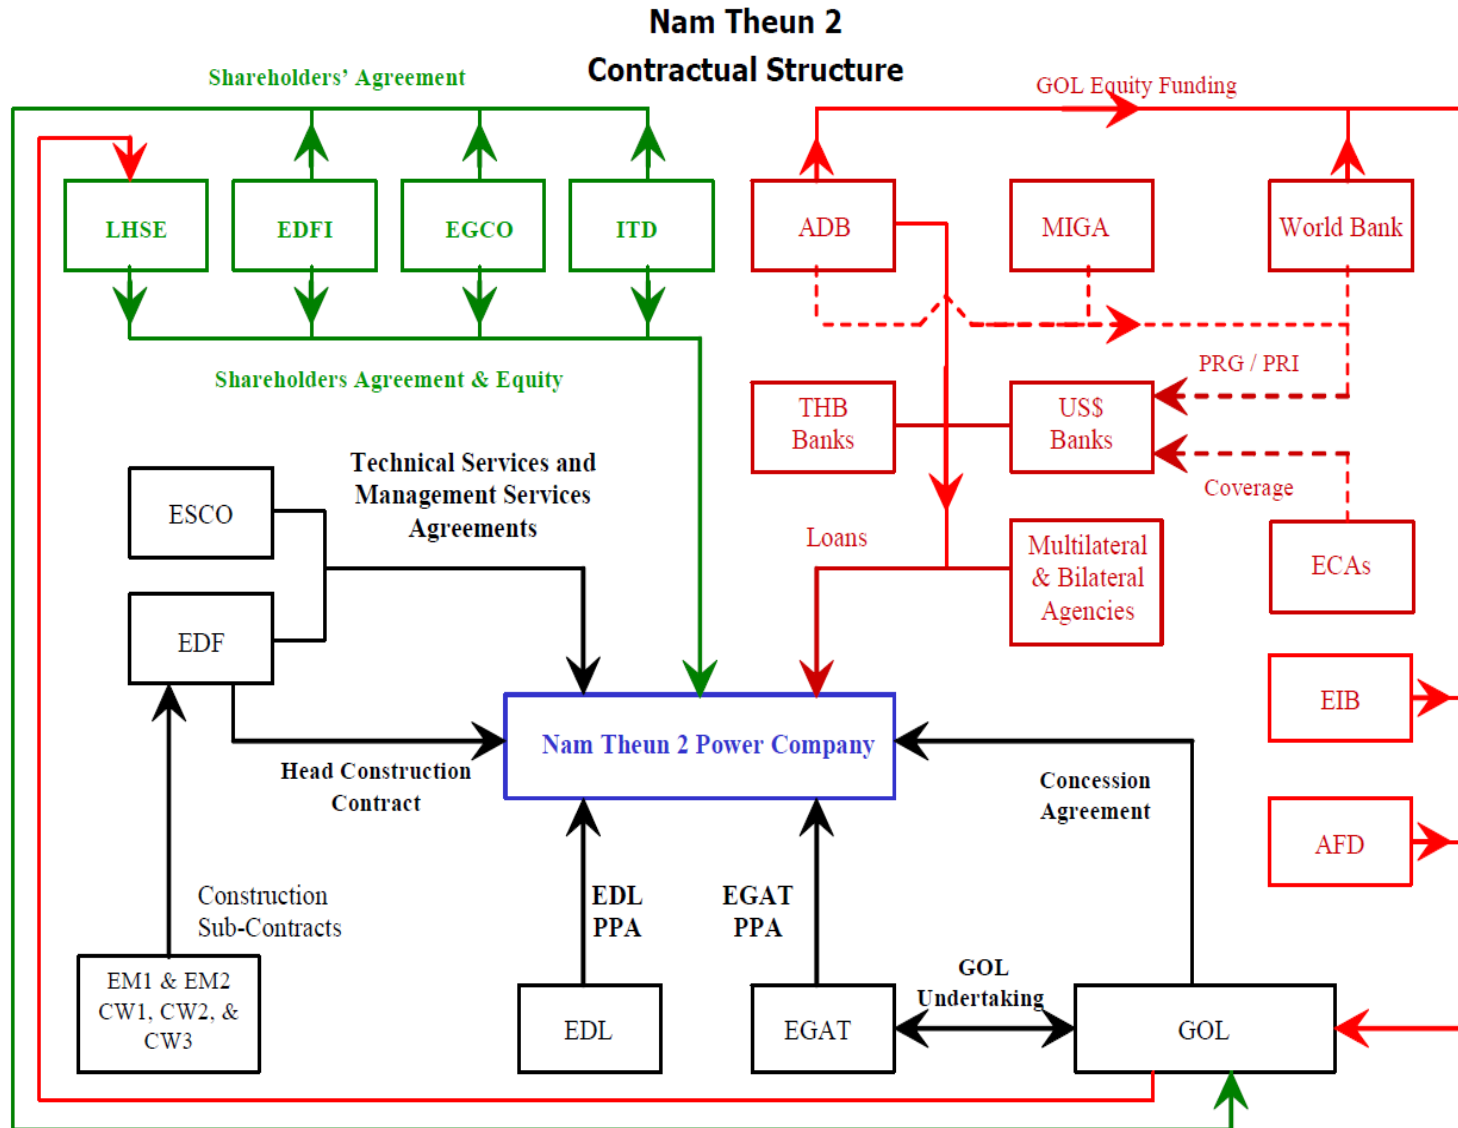 Nam Theun 2
Contractual Structure
Shareholders' Agreement
GOL Equity Funding
LHSE
EDFI
EGCO
ITD
ADB
MIGA
World Bank
Shareholders Agreement & Equity
PRG / PRI
THB
Banks
US$
Banks
Technical Services and
Management Services
Agreements
ESCO
Coverage
Loans
Multilateral
& Bilateral
Agencies
ECAs
EDF
EIB
Nam Theun 2 Power Company
Head Construction
Contract
Concession
Agreement
AFD
Construction
Sub-Contracts
EDL
PPA
EGAT
PPA
EM1 & EM2
CW1, CW2, &
CW3
GOL
Undertaking
EDL
EGAT
GOL